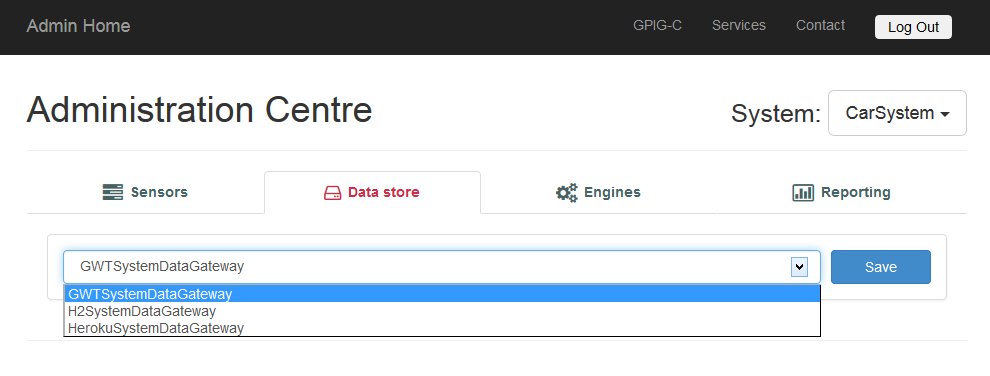 Admin Home GPIG-C Services Contact Log Out
Administration Centre System: CarSystem
Sensors Data store Engines Reporting
GWTSystemDataGateway Save
GWTSystemDataGateway
H2SystemDataGateway
HerokuSystemDataGateway